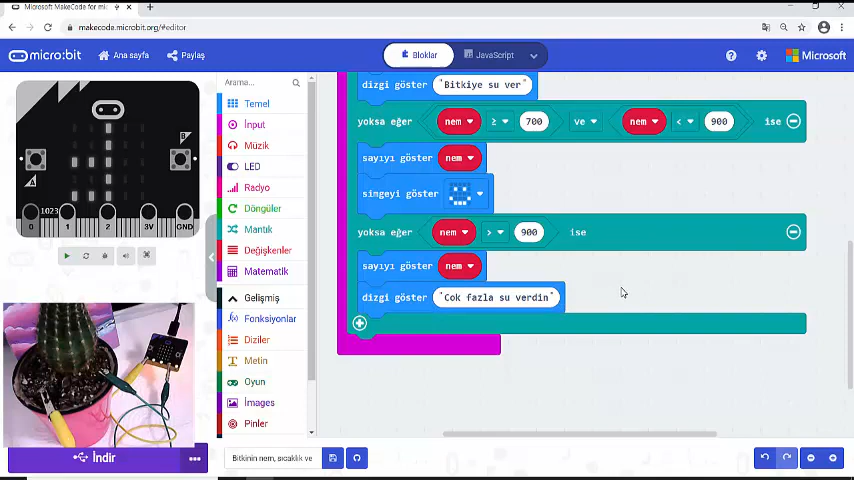 Microsoft MakeCode for micro:bit
makecode.microbit.org/#editor
micro:bit
Ana sayfa
Paylaş
Bloklar
JavaScript
Microsoft
Arama...
Temel
Input
Müzik
LED
Radyo
Döngüler
Mantık
Değişkenler
Matematik
Gelişmiş
Fonksiyonlar
Diziler
Metin
Oyun
İmages
Pinler
A
B
1023
0
1
2
3V
GND
dizgi göster "Bitkiye su ver"
yoksa eğer nem ≥ 700 ve nem < 900 ise
sayıyı göster nem
simgeyi göster
yoksa eğer nem > 900 ise
sayıyı göster nem
dizgi göster "Cok fazla su verdin"
İndir
Bitkinin nem, sıcaklık ve